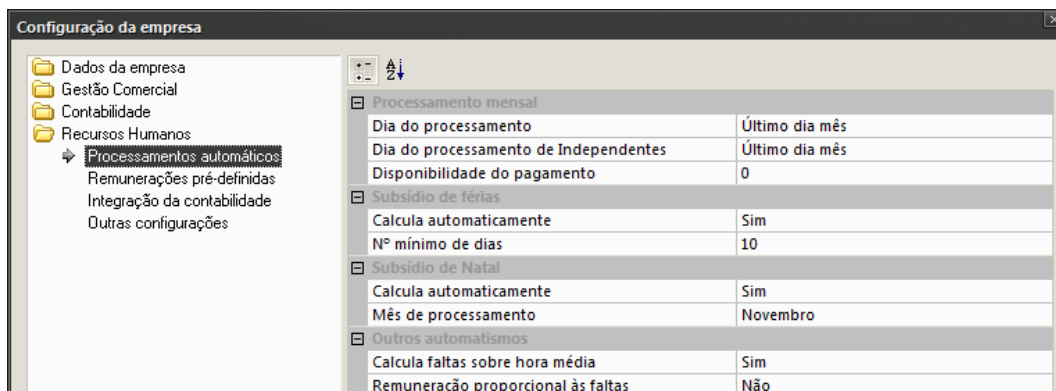 Configuração da empresa
Dados da empresa
Gestão Comercial
Contabilidade
Recursos Humanos
Processamentos automáticos
Remunerações pré-definidas
Integração da contabilidade
Outras configurações
Processamento mensal
Dia do processamento Último dia mês
Dia do processamento de Independentes Último dia mês
Disponibilidade do pagamento 0
Subsídio de férias
Calcula automaticamente Sim
Nº mínimo de dias 10
Subsídio de Natal
Calcula automaticamente Sim
Mês de processamento Novembro
Outros automatismos
Calcula faltas sobre hora média Sim
Remuneração proporcional às faltas Não